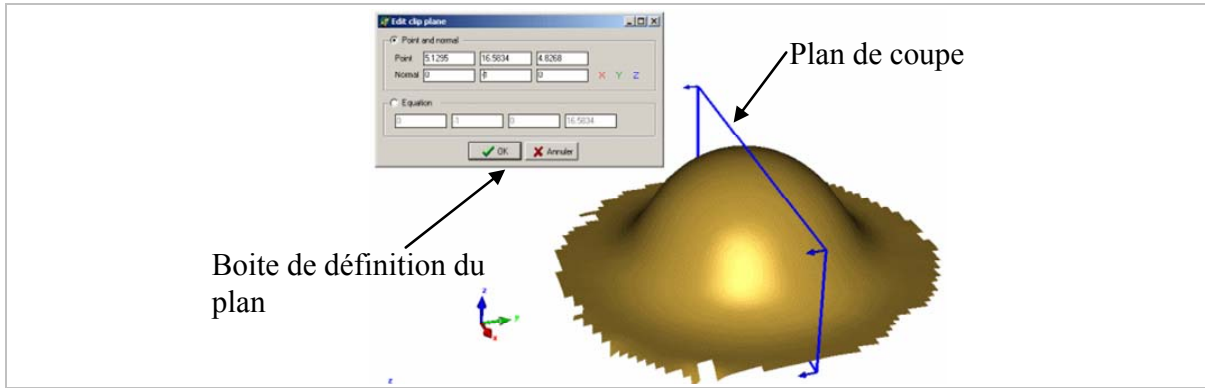 Edit clip plane
Point and normal
Point 5.1295 16.5834 4.8268
Normal 0 -1 0 X Y Z
Equation
0 -1 0 16.5834
OK Annuler
Plan de coupe
Boite de définition du
plan
z
Y
x
z